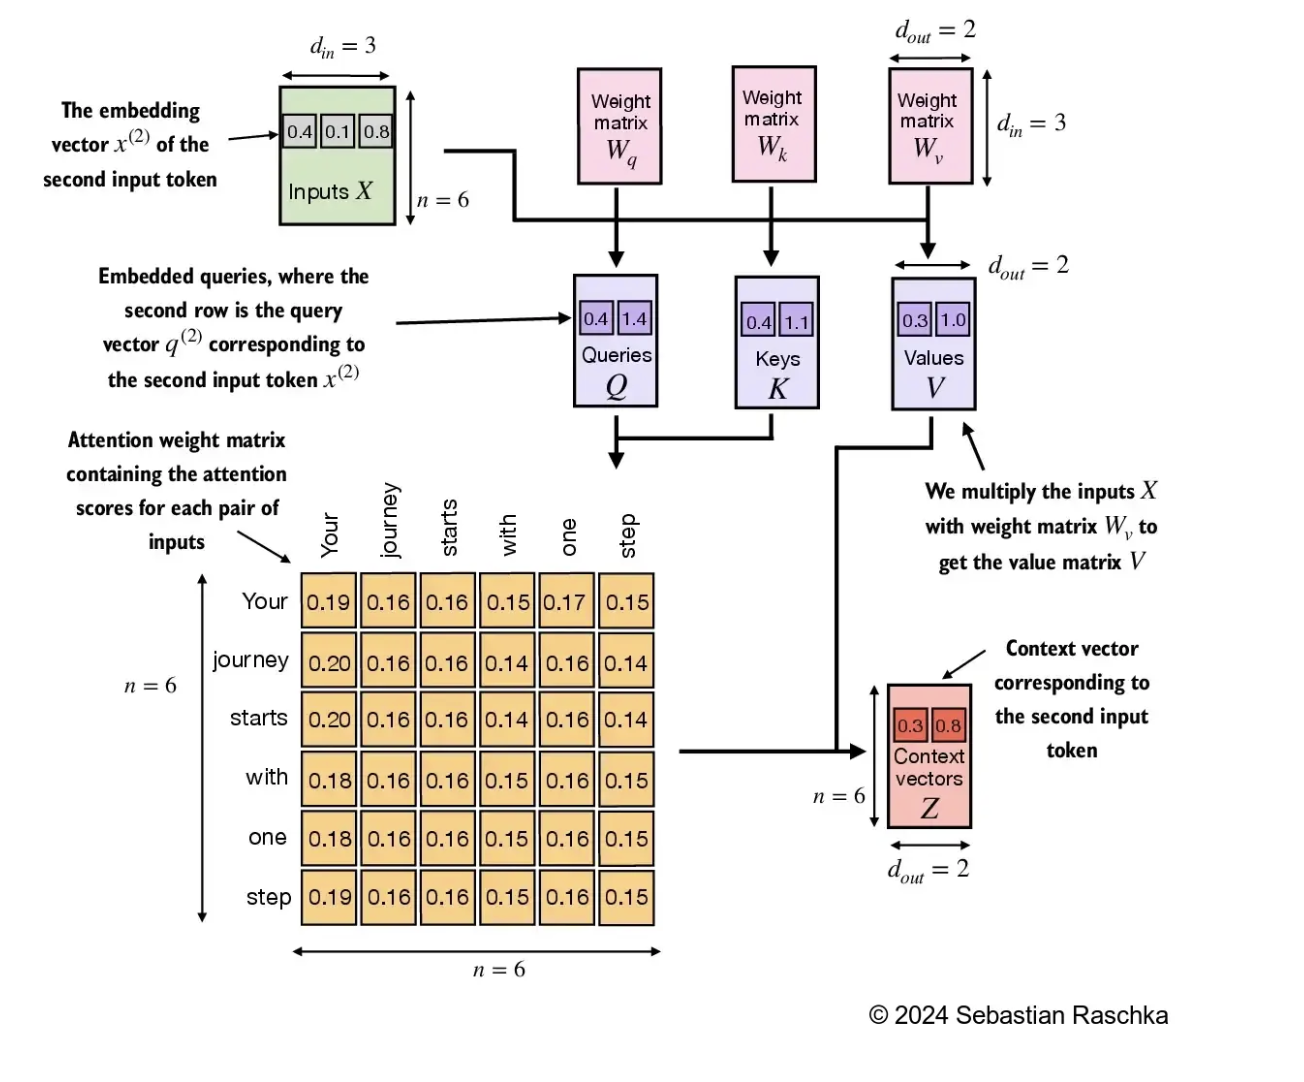 d_in = 3
d_out = 2
The embedding
vector x^(2) of the
second input token
0.4 0.1 0.8
Inputs X
n = 6
Weight
matrix
W_q
Weight
matrix
W_k
Weight
matrix
W_v
d_in = 3
Embedded queries, where the
second row is the query
vector q^(2) corresponding to
the second input token x^(2)
0.4 1.4
Queries
Q
0.4 1.1
Keys
K
d_out = 2
0.3 1.0
Values
V
Attention weight matrix
containing the attention
scores for each pair of
inputs
We multiply the inputs X
with weight matrix W_v to
get the value matrix V
Your journey starts with one step
Your 0.19 0.16 0.16 0.15 0.17 0.15
journey 0.20 0.16 0.16 0.14 0.16 0.14
starts 0.20 0.16 0.16 0.14 0.16 0.14
with 0.18 0.16 0.16 0.15 0.16 0.15
one 0.18 0.16 0.16 0.15 0.16 0.15
step 0.19 0.16 0.16 0.15 0.16 0.15
n = 6
n = 6
Context vector
corresponding to
the second input
token
0.3 0.8
Context
vectors
Z
n = 6
d_out = 2
© 2024 Sebastian Raschka